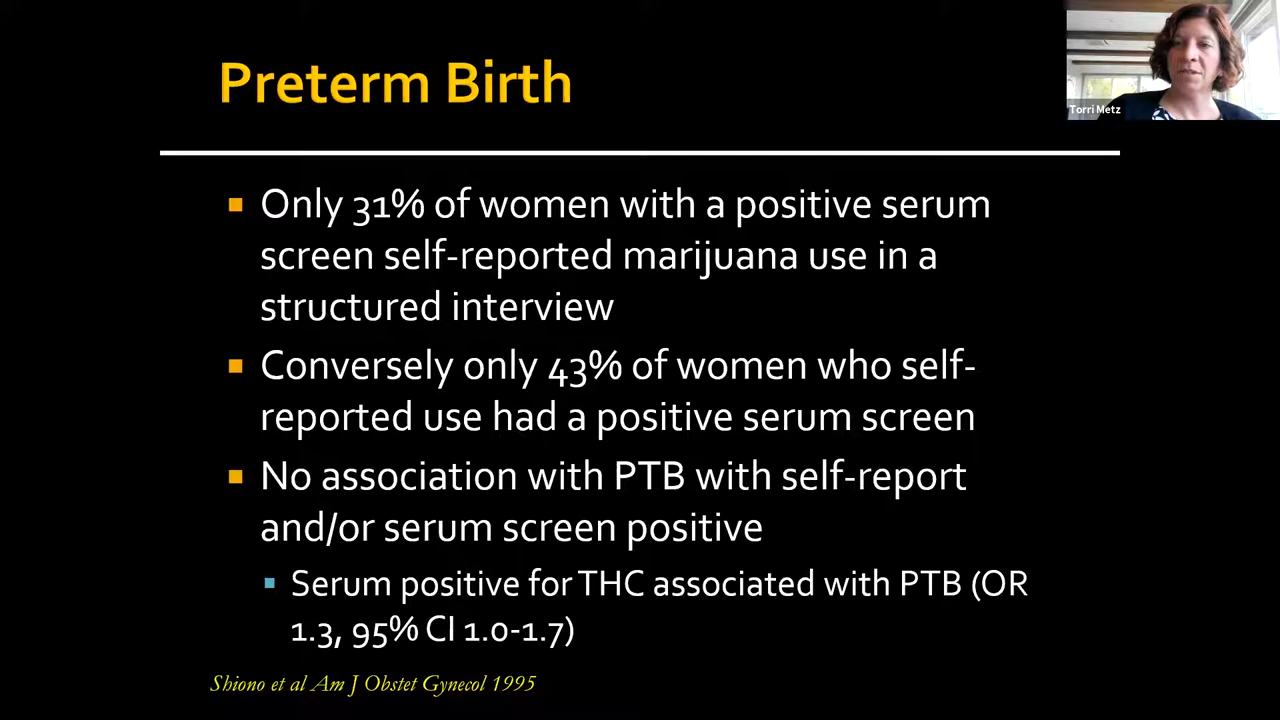 Preterm Birth
Torri Metz
Only 31% of women with a positive serum
screen self-reported marijuana use in a
structured interview
Conversely only 43% of women who self-
reported use had a positive serum screen
No association with PTB with self-report
and/or serum screen positive
Serum positive for THC associated with PTB (OR
1.3, 95% CI 1.0-1.7)
Shiono et al Am J Obstet Gynecol 1995